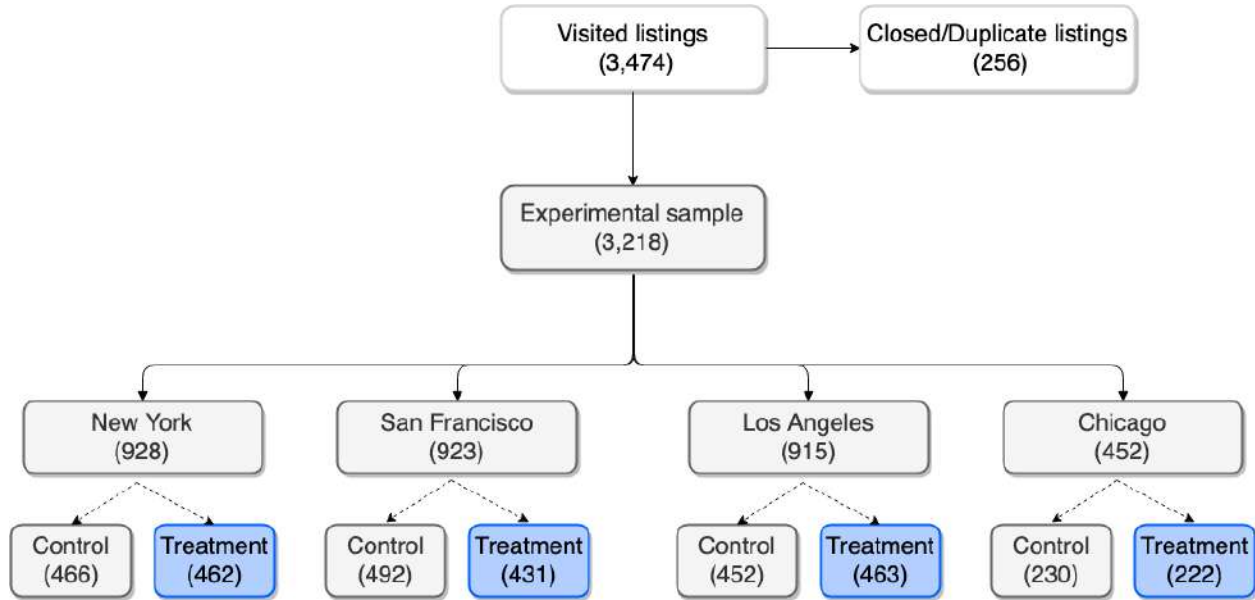 Visited listings
(3,474)
Closed/Duplicate listings
(256)
Experimental sample
(3,218)
New York
(928)
San Francisco
(923)
Los Angeles
(915)
Chicago
(452)
Control
(466)
Treatment
(462)
Control
(492)
Treatment
(431)
Control
(452)
Treatment
(463)
Control
(230)
Treatment
(222)